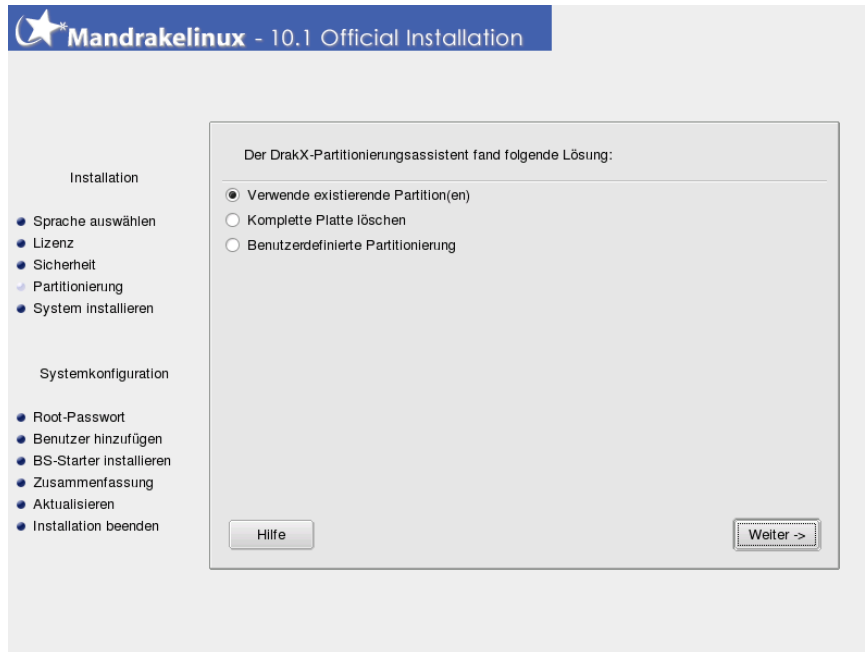 Mandrakelinux - 10.1 Official Installation
Installation
Sprache auswählen
Lizenz
Sicherheit
Partitionierung
System installieren
Systemkonfiguration
Root-Passwort
Benutzer hinzufügen
BS-Starter installieren
Zusammenfassung
Aktualisieren
Installation beenden
Der DrakX-Partitionierungsassistent fand folgende Lösung:
Verwende existierende Partition(en)
Komplette Platte löschen
Benutzerdefinierte Partitionierung
Hilfe
Weiter ->